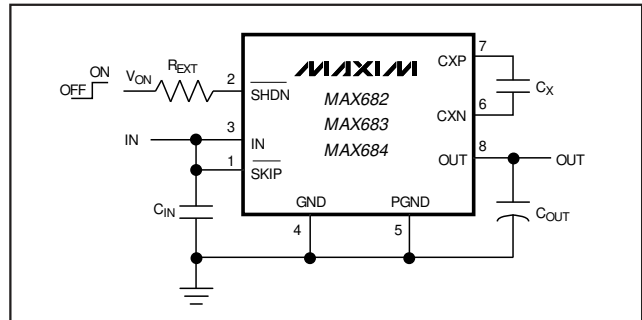 ON
OFF
VON
REXT
2
SHDN
MAXIM
MAX682
MAX683
MAX684
CXP
7
CX
CXN
6
IN
3
IN
1
SKIP
OUT
8
OUT
CIN
GND
PGND
4
5
COUT